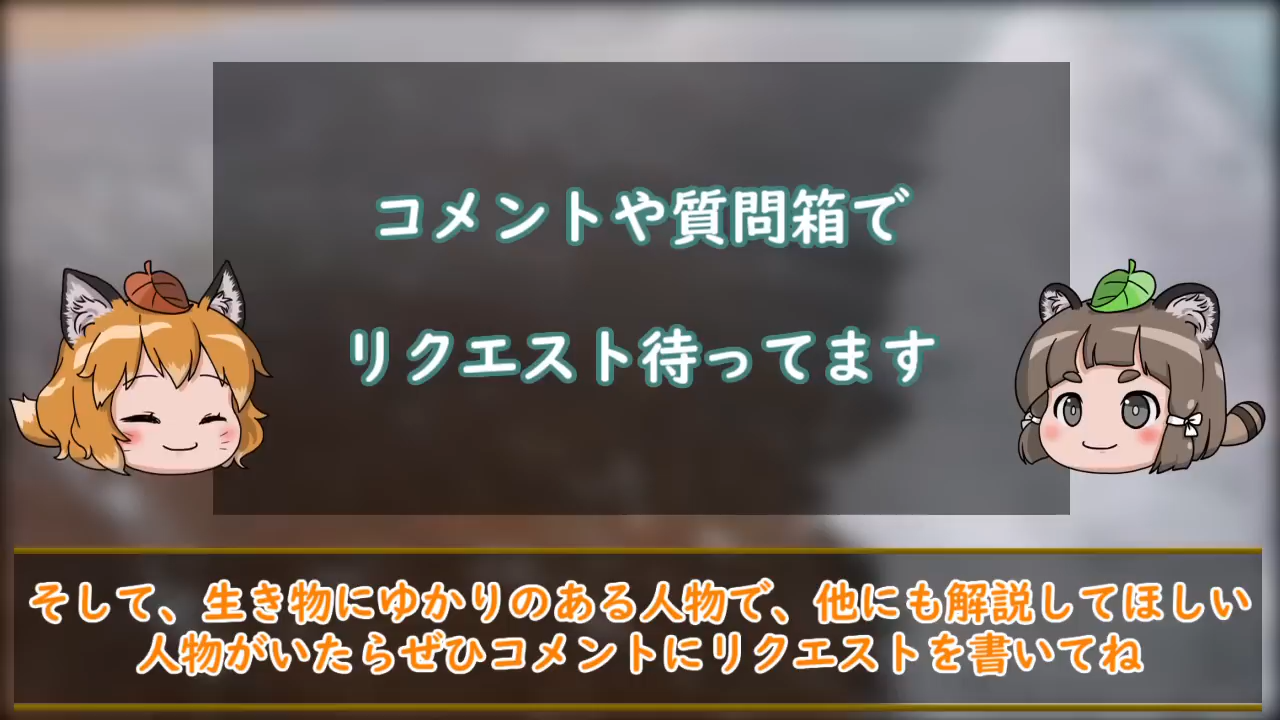 コメントや質問箱で
リクエスト待ってます
そして、生き物にゆかりのある人物で、他にも解説してほしい
人物がいたらぜひコメントにリクエストを書いてね